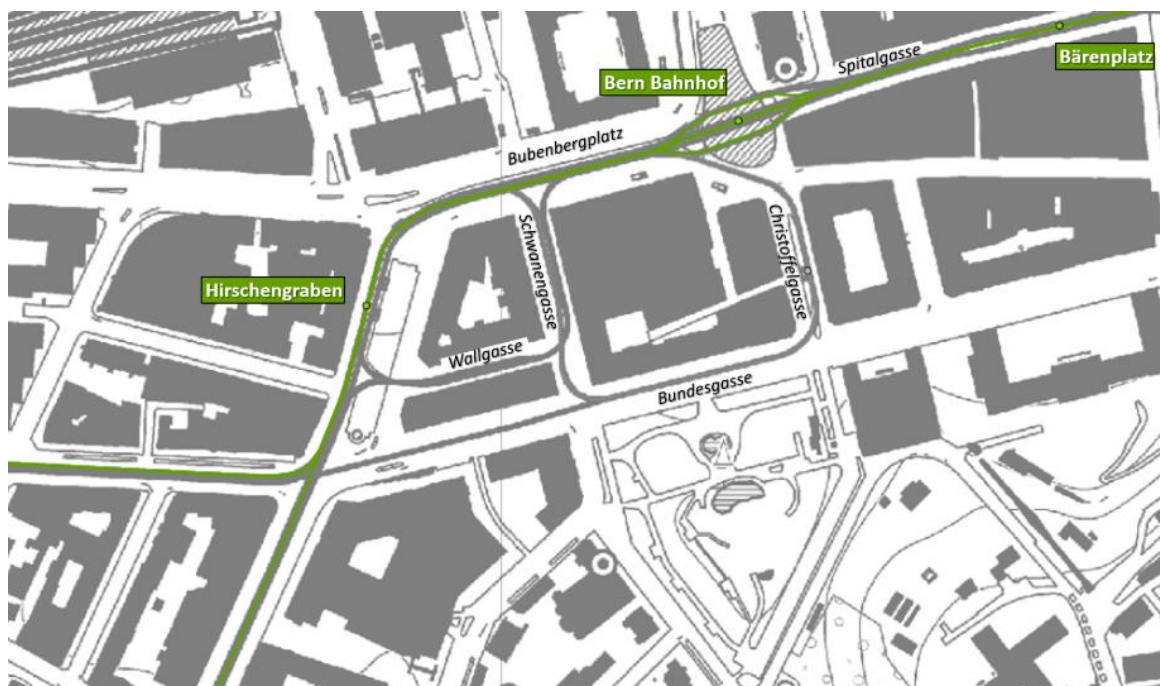 Spitalgasse
Bärenplatz
Bern Bahnhof
Bubenbergplatz
Schwanengasse
Christoffelgasse
Hirschengraben
Wallgasse
Bundesgasse